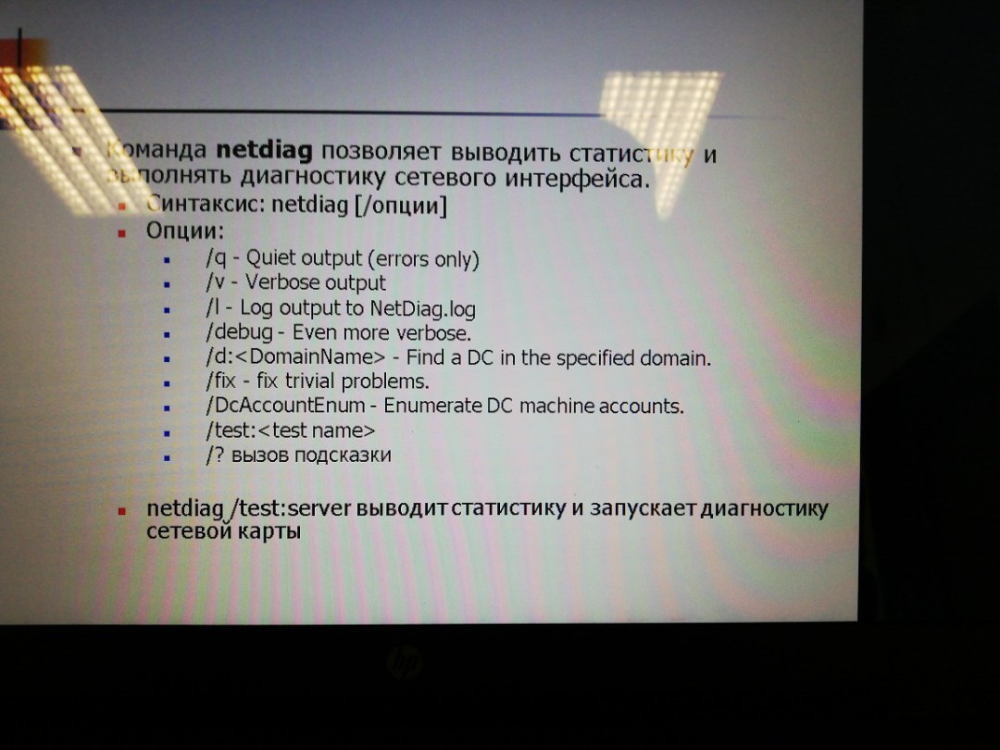 Команда netdiag позволяет выводить статистику и
выполнять диагностику сетевого интерфейса.
Синтаксис: netdiag [/опции]
Опции:
/q - Quiet output (errors only)
/v - Verbose output
/l - Log output to NetDiag.log
/debug - Even more verbose.
/d:<DomainName> - Find a DC in the specified domain.
/fix - fix trivial problems.
/DcAccountEnum - Enumerate DC machine accounts.
/test:<test name>
/? вызов подсказки
netdiag /test:server выводит статистику и запускает диагностику
сетевой карты
hp